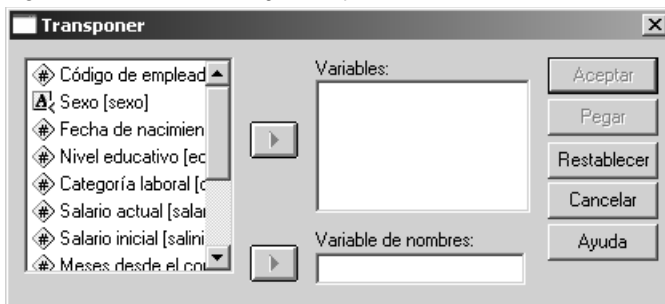 Transponer
Código de emplead
Sexo [sexo]
Fecha de nacimien
Nivel educativo [ec
Categoría laboral [c
Salario actual [salar
Salario inicial [salini
Meses desde el con
Variables:
Variable de nombres:
Aceptar
Pegar
Restablecer
Cancelar
Ayuda